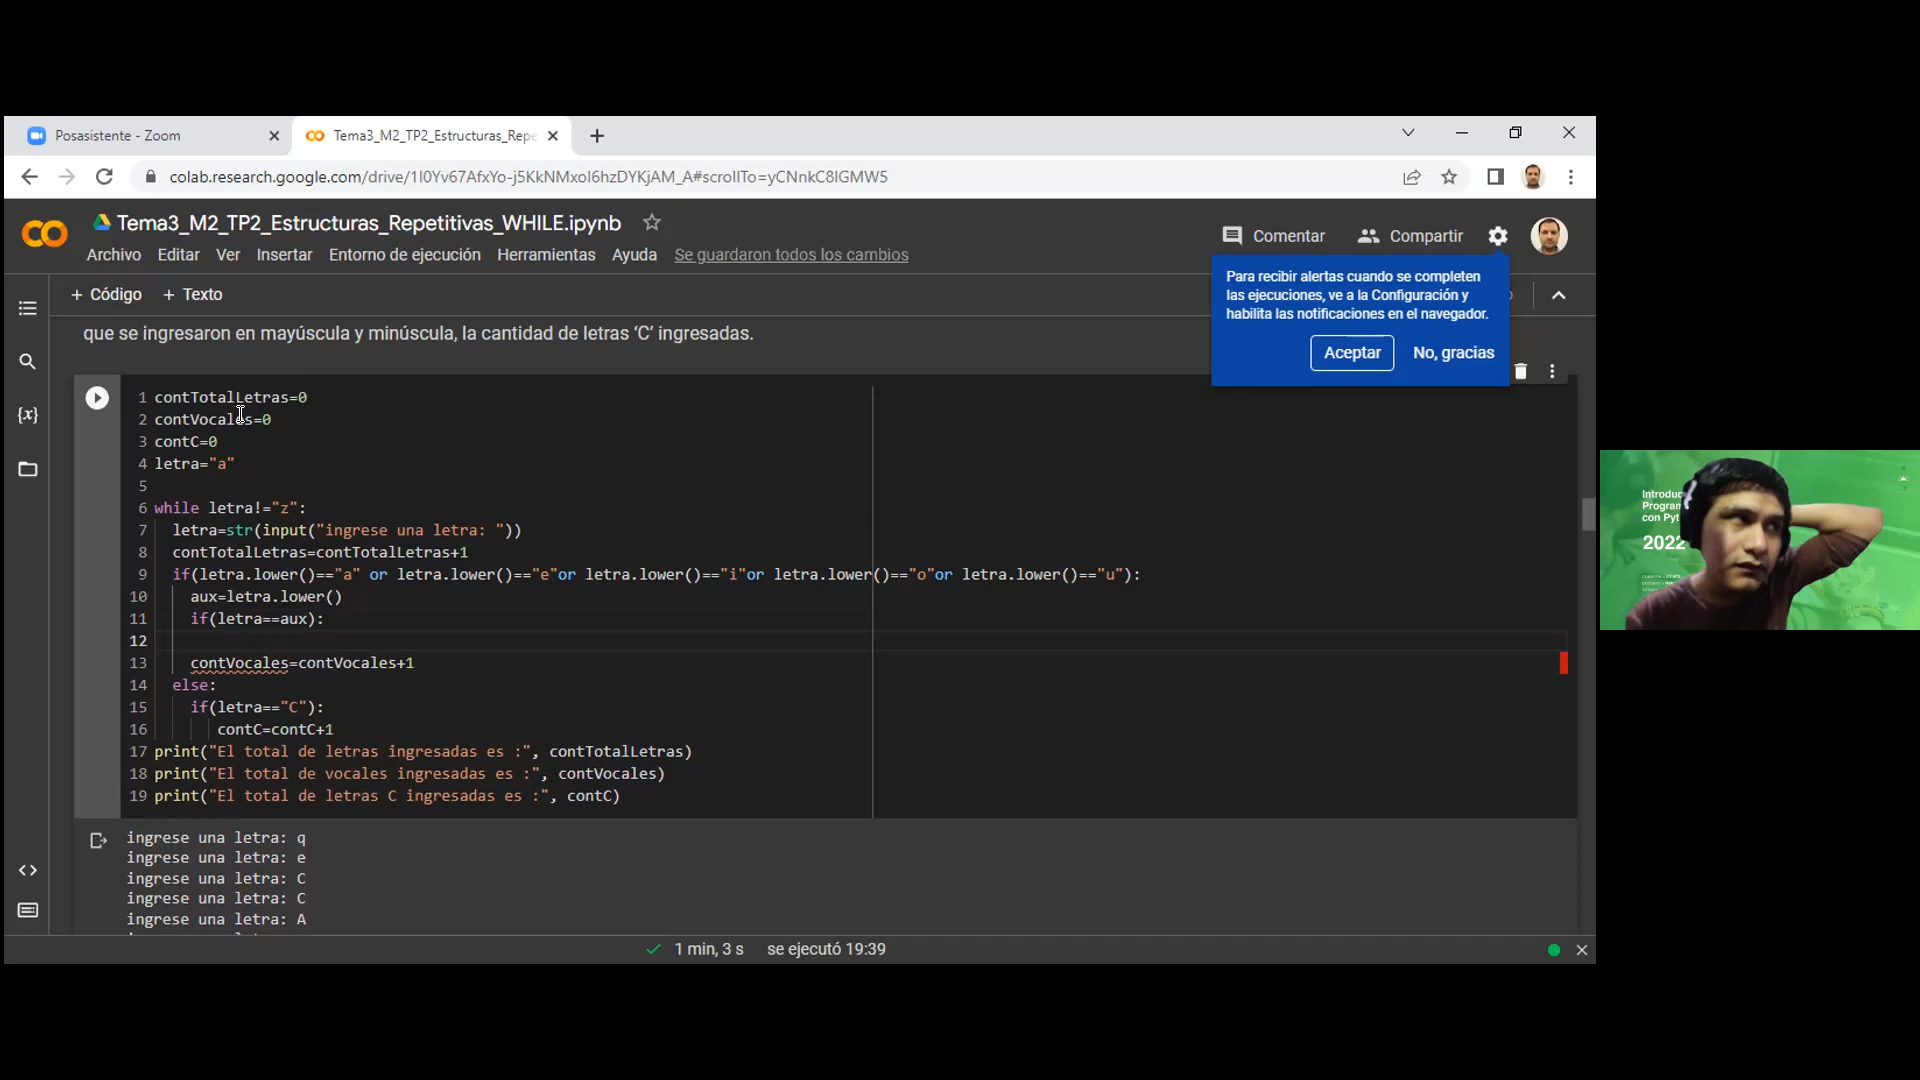 Posasistente - Zoom
Tema3_M2_TP2_Estructuras_Repe
colab.research.google.com/drive/1I0Yv67AfxYo-j5KkNMxol6hzDYKjAM_A#scrollTo=yCNnkC8lGMW5
Tema3_M2_TP2_Estructuras_Repetitivas_WHILE.ipynb
Comentar
Compartir
Archivo Editar Ver Insertar Entorno de ejecución Herramientas Ayuda Se guardaron todos los cambios
+ Código + Texto
Para recibir alertas cuando se completen
las ejecuciones, ve a la Configuración y
habilita las notificaciones en el navegador.
Aceptar No, gracias
que se ingresaron en mayúscula y minúscula, la cantidad de letras ‘C’ ingresadas.
1 contTotalLetras=0
2 contVocales=0
3 contC=0
4 letra="a"
5
6 while letra!="z":
7 letra=str(input("ingrese una letra: "))
8 contTotalLetras=contTotalLetras+1
9 if(letra.lower()=="a" or letra.lower()=="e"or letra.lower()=="i"or letra.lower()=="o"or letra.lower()=="u"):
10 aux=letra.lower()
11 if(letra==aux):
12
13 contVocales=contVocales+1
14 else:
15 if(letra=="C"):
16 contC=contC+1
17 print("El total de letras ingresadas es :", contTotalLetras)
18 print("El total de vocales ingresadas es :", contVocales)
19 print("El total de letras C ingresadas es :", contC)
ingrese una letra: q
ingrese una letra: e
ingrese una letra: C
ingrese una letra: C
ingrese una letra: A
1 min, 3 s se ejecutó 19:39
Introduc
Program
con Pyt
2022